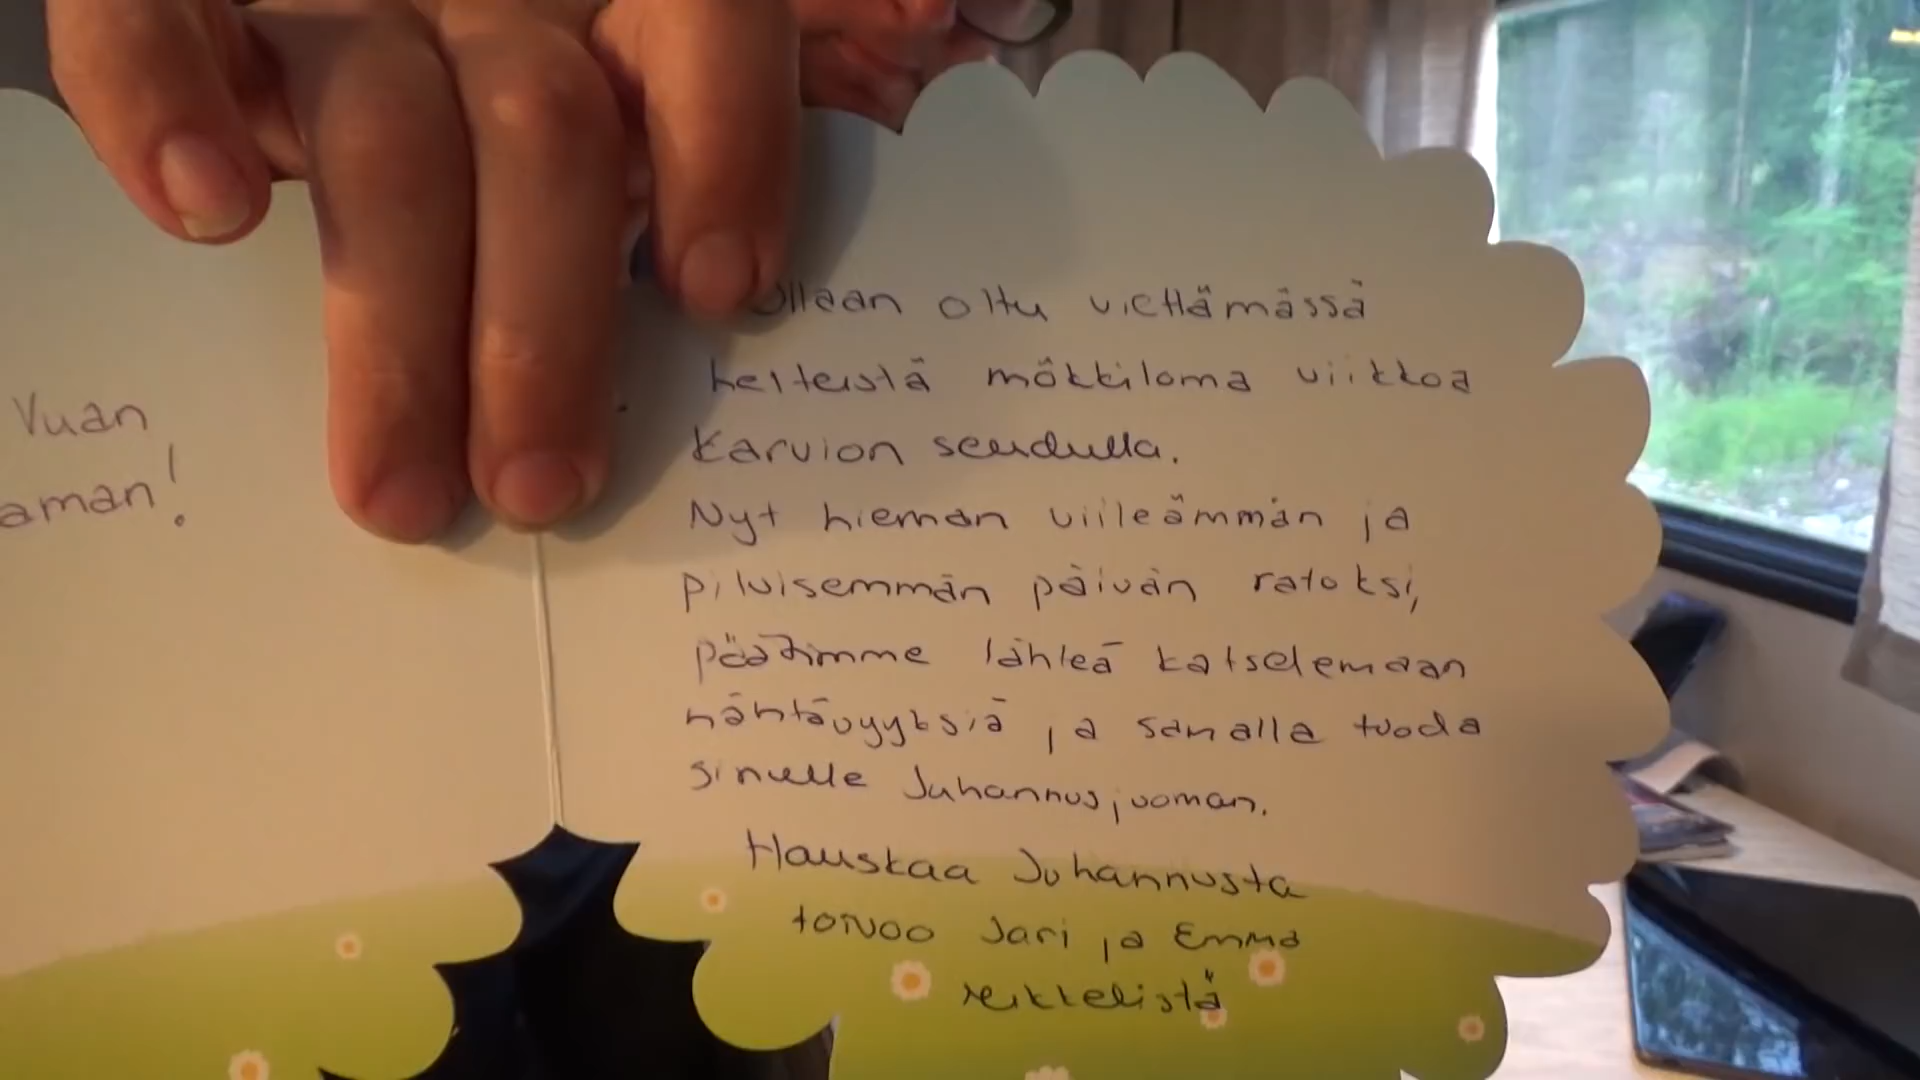 Vuan
aman!
Ollaan oltu viettämässä
helteistä mökkiloma viikkoa
Karvion seudulla.
Nyt hieman viileämmän ja
pilvisemmän päivän ratoksi,
päätimme lähteä katselemaan
nähtävyyksiä ja samalla tuoda
sinulle Juhannusjuoman.
Hauskaa Juhannusta
toivoo Jari ja Emma
Mikkelistä